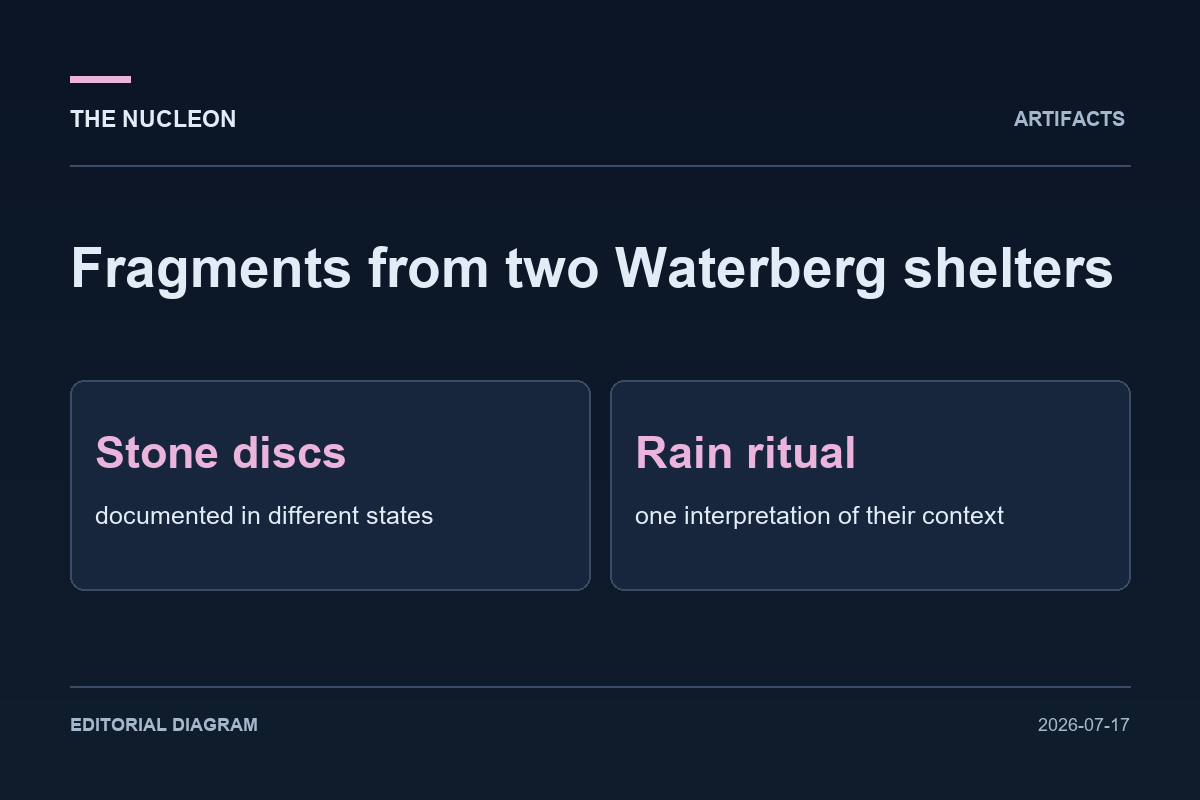 THE NUCLEON
ARTIFACTS
Fragments from two Waterberg shelters
Stone discs
documented in different states
Rain ritual
one interpretation of their context
EDITORIAL DIAGRAM
2026-07-17